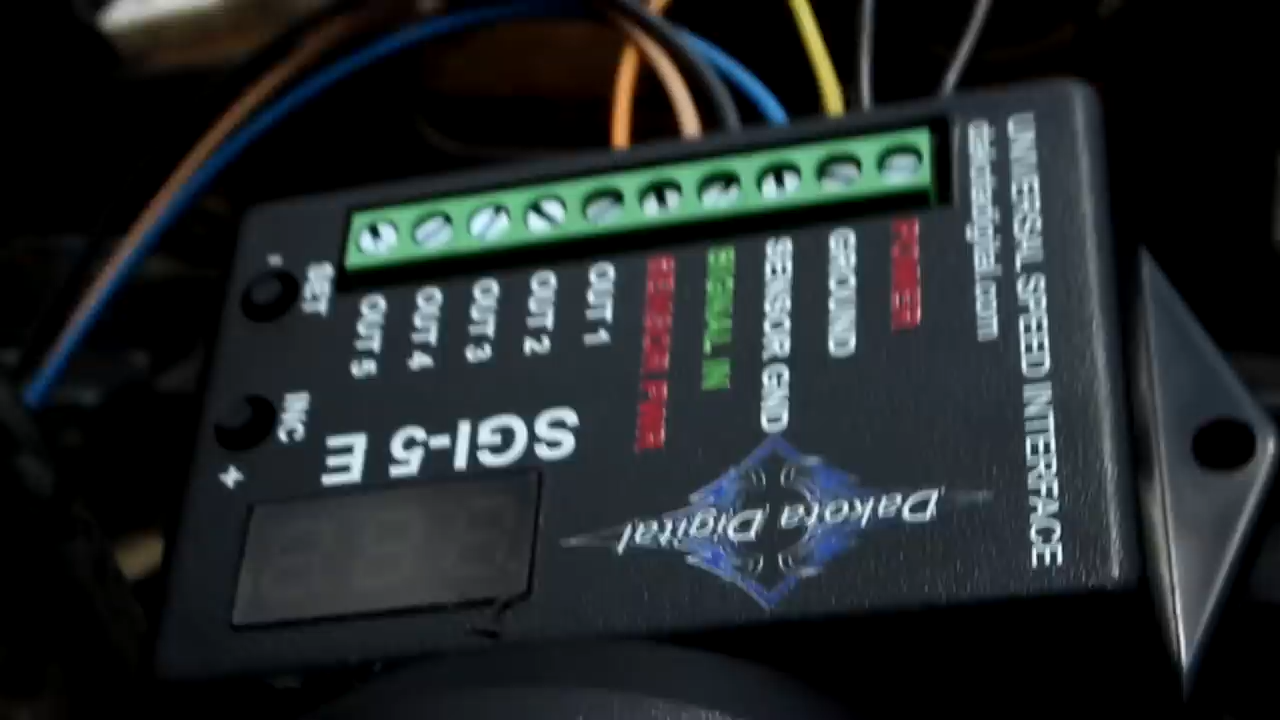 UNIVERSAL SPEED INTERFACE
dakotadigital.com
POWER
GROUND
SENSOR GND
SIGNAL IN
SENSOR PWR
OUT 1
OUT 2
OUT 3
OUT 4
OUT 5
SET
INC
SGI-5 E
Dakota Digital